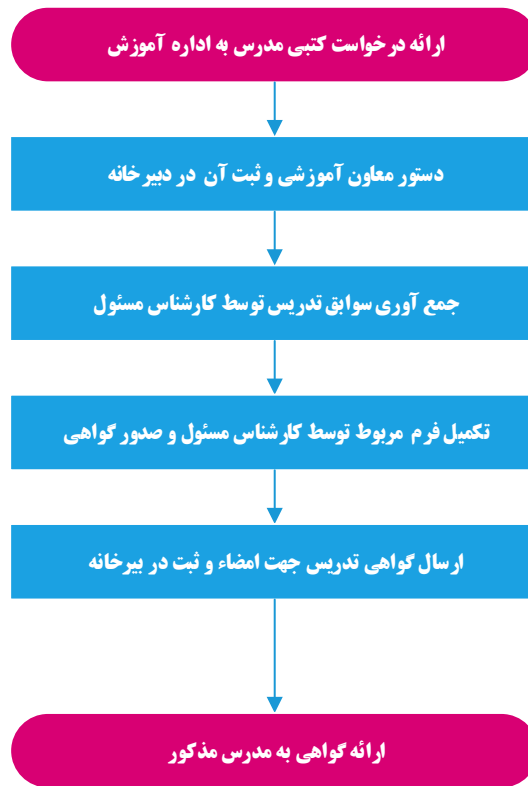 ارائه درخواست کتبی مدرس به اداره آموزش
دستور معاون آموزشی و ثبت آن در دبیرخانه
جمع آوری سوابق تدریس توسط کارشناس مسئول
تکمیل فرم مربوط توسط کارشناس مسئول و صدور گواهی
ارسال گواهی تدریس جهت امضاء و ثبت در بیرخانه
ارائه گواهی به مدرس مذکور